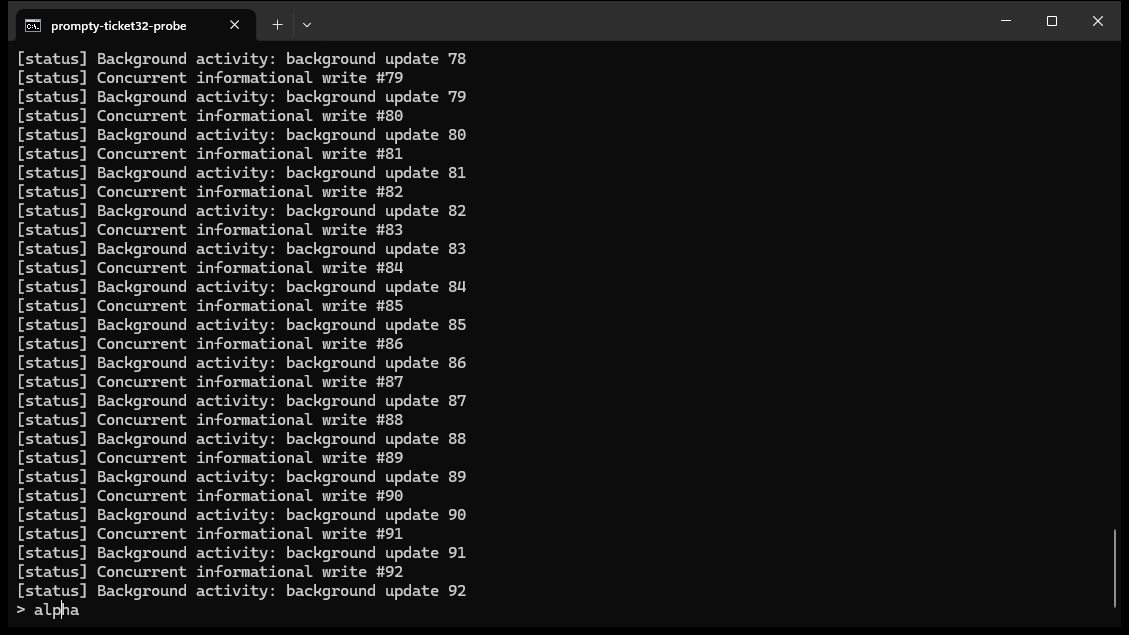 prompty-ticket32-probe
[status] Background activity: background update 78
[status] Concurrent informational write #79
[status] Background activity: background update 79
[status] Concurrent informational write #80
[status] Background activity: background update 80
[status] Concurrent informational write #81
[status] Background activity: background update 81
[status] Concurrent informational write #82
[status] Background activity: background update 82
[status] Concurrent informational write #83
[status] Background activity: background update 83
[status] Concurrent informational write #84
[status] Background activity: background update 84
[status] Concurrent informational write #85
[status] Background activity: background update 85
[status] Concurrent informational write #86
[status] Background activity: background update 86
[status] Concurrent informational write #87
[status] Background activity: background update 87
[status] Concurrent informational write #88
[status] Background activity: background update 88
[status] Concurrent informational write #89
[status] Background activity: background update 89
[status] Concurrent informational write #90
[status] Background activity: background update 90
[status] Concurrent informational write #91
[status] Background activity: background update 91
[status] Concurrent informational write #92
[status] Background activity: background update 92
> alpha